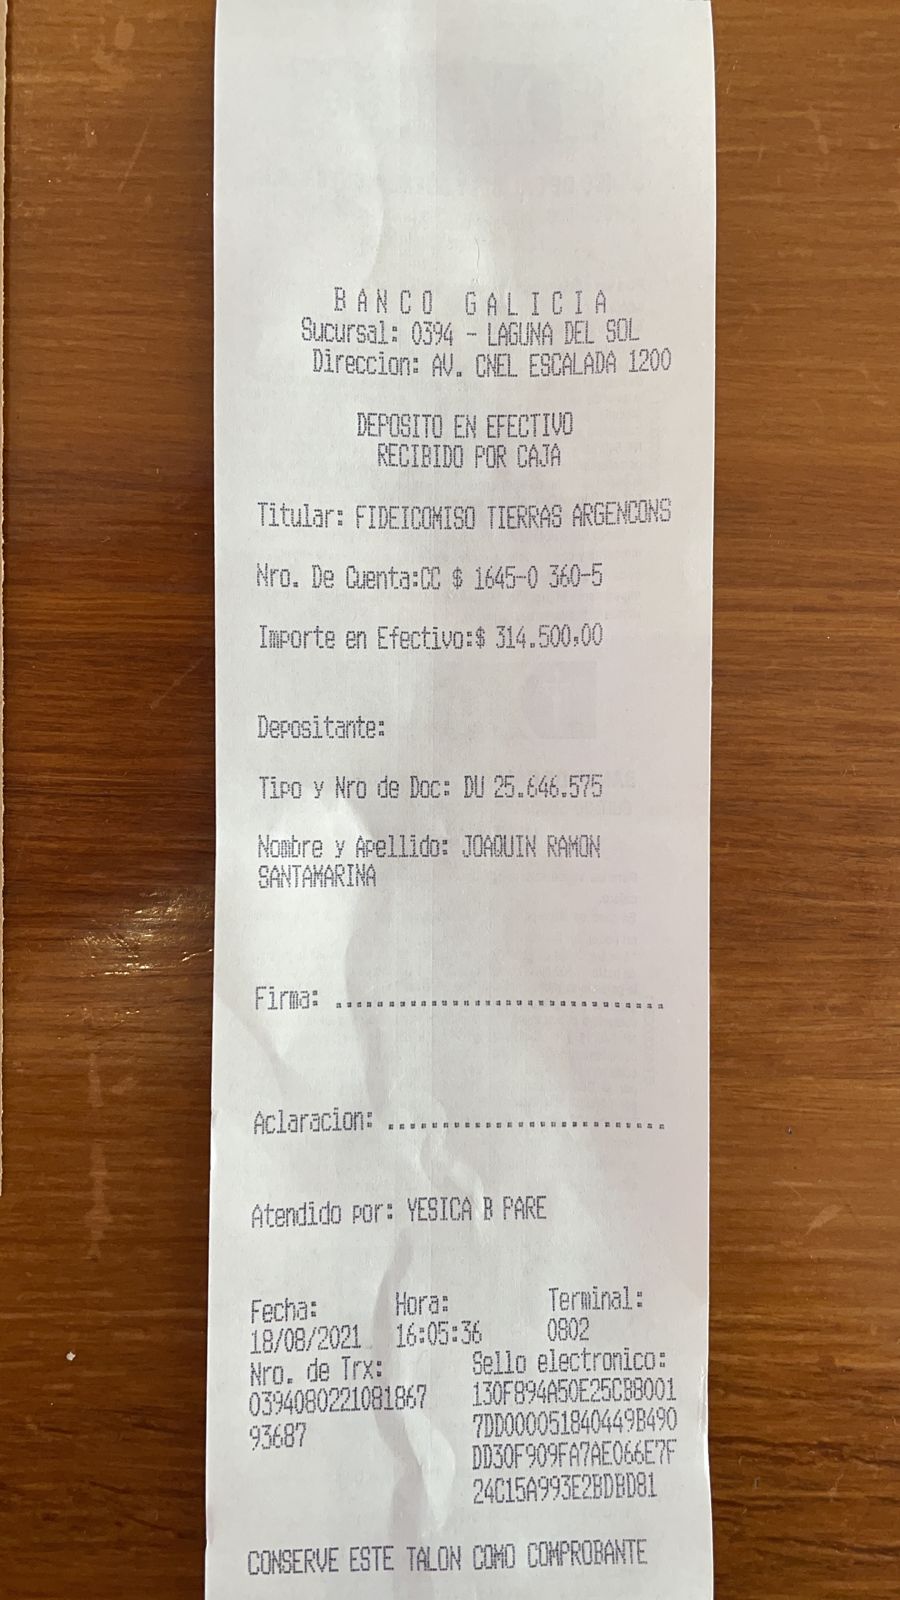 BANCO GALICIA
Sucursal: 0394 - LAGUNA DEL SOL
Direccion: AV. CNEL ESCALADA 1200
DEPOSITO EN EFECTIVO
RECIBIDO POR CAJA
Titular: FIDEICOMISO TIERRAS ARGENCONS
Nro. De Cuenta:CC $ 1645-0 360-5
Importe en Efectivo:$ 314.500,00
Depositante:
Tipo y Nro de Doc: DU 25.646.575
Nombre y Apellido: JOAQUIN RAMON
SANTAMARINA
Firma: ................................
Aclaracion: ...........................
Atendido por: YESICA B PARE
Fecha: Hora: Terminal:
18/08/2021 16:05:36 0802
Nro. de Trx: Sello electronico:
0394080221081867 130F894A50E25CBB001
93687 7DD000051840449B490
DD30F909FA7AE066E7F
24C15A993E2BDBD81
CONSERVE ESTE TALON COMO COMPROBANTE